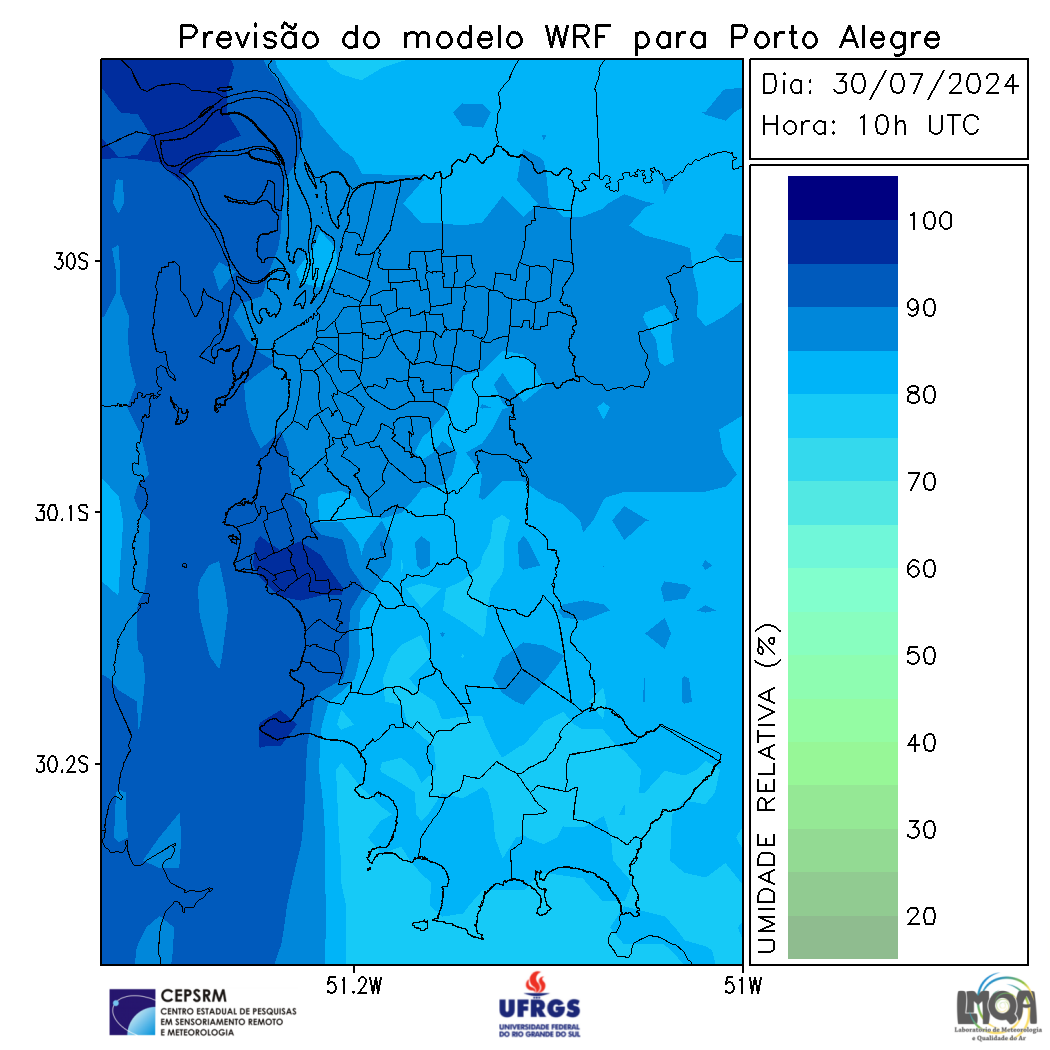 Previsão do modelo WRF para Porto Alegre
Dia: 30/07/2024
Hora: 10h UTC
30S
30.1S
30.2S
51.2W
51W
100
90
80
70
60
50
40
30
20
UMIDADE RELATIVA (%)
CEPSRM
CENTRO ESTADUAL DE PESQUISAS
EM SENSORIAMENTO REMOTO
E METEOROLOGIA
UFRGS
UNIVERSIDADE FEDERAL
DO RIO GRANDE DO SUL
LMQA
Laboratório de Meteorologia
e Qualidade do Ar